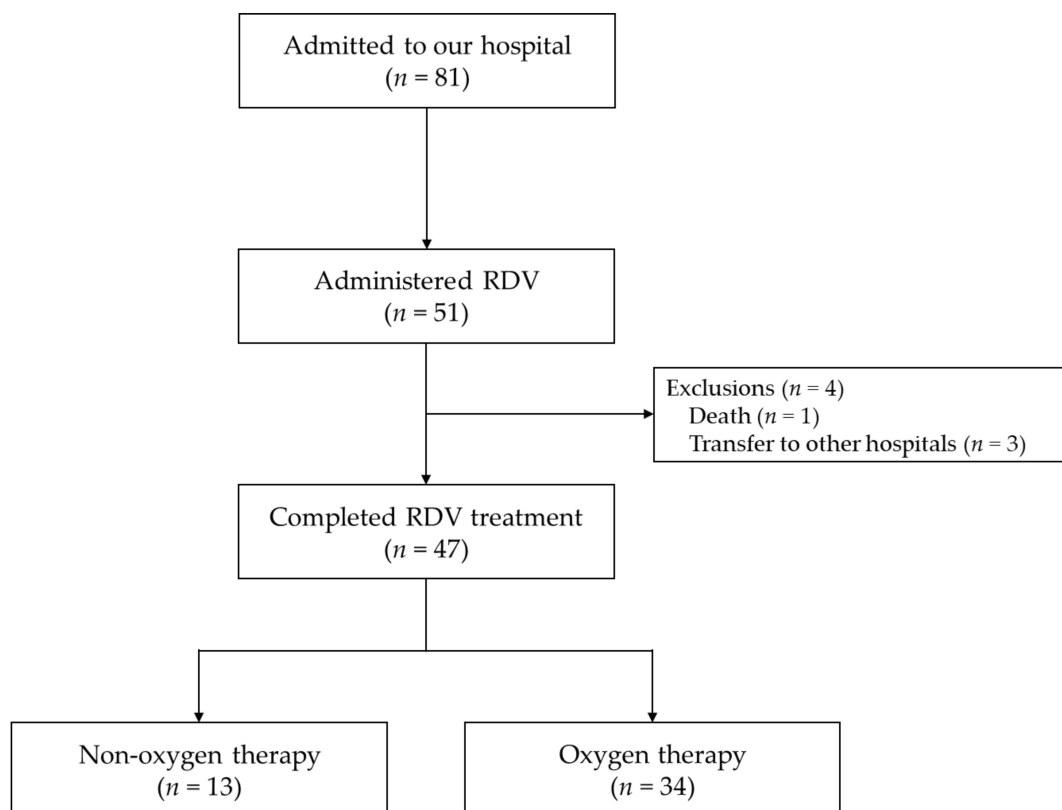 Admitted to our hospital
(n = 81)
Administered RDV
(n = 51)
Exclusions (n = 4)
Death (n = 1)
Transfer to other hospitals (n = 3)
Completed RDV treatment
(n = 47)
Non-oxygen therapy
(n = 13)
Oxygen therapy
(n = 34)